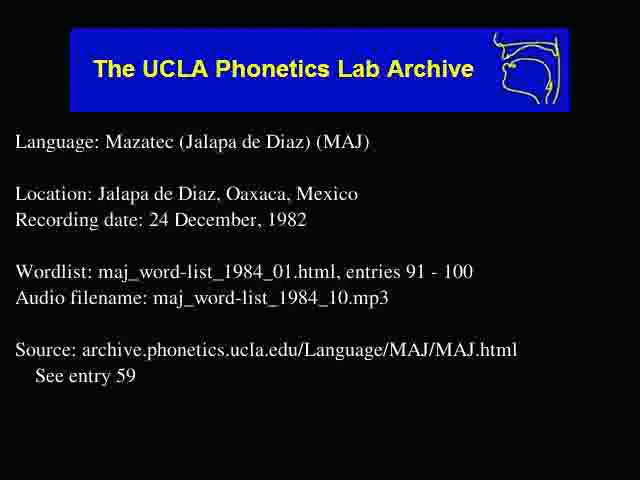 The UCLA Phonetics Lab Archive
Language: Mazatec (Jalapa de Diaz) (MAJ)
Location: Jalapa de Diaz, Oaxaca, Mexico
Recording date: 24 December, 1982
Wordlist: maj_word-list_1984_01.html, entries 91 - 100
Audio filename: maj_word-list_1984_10.mp3
Source: archive.phonetics.ucla.edu/Language/MAJ/MAJ.html
See entry 59